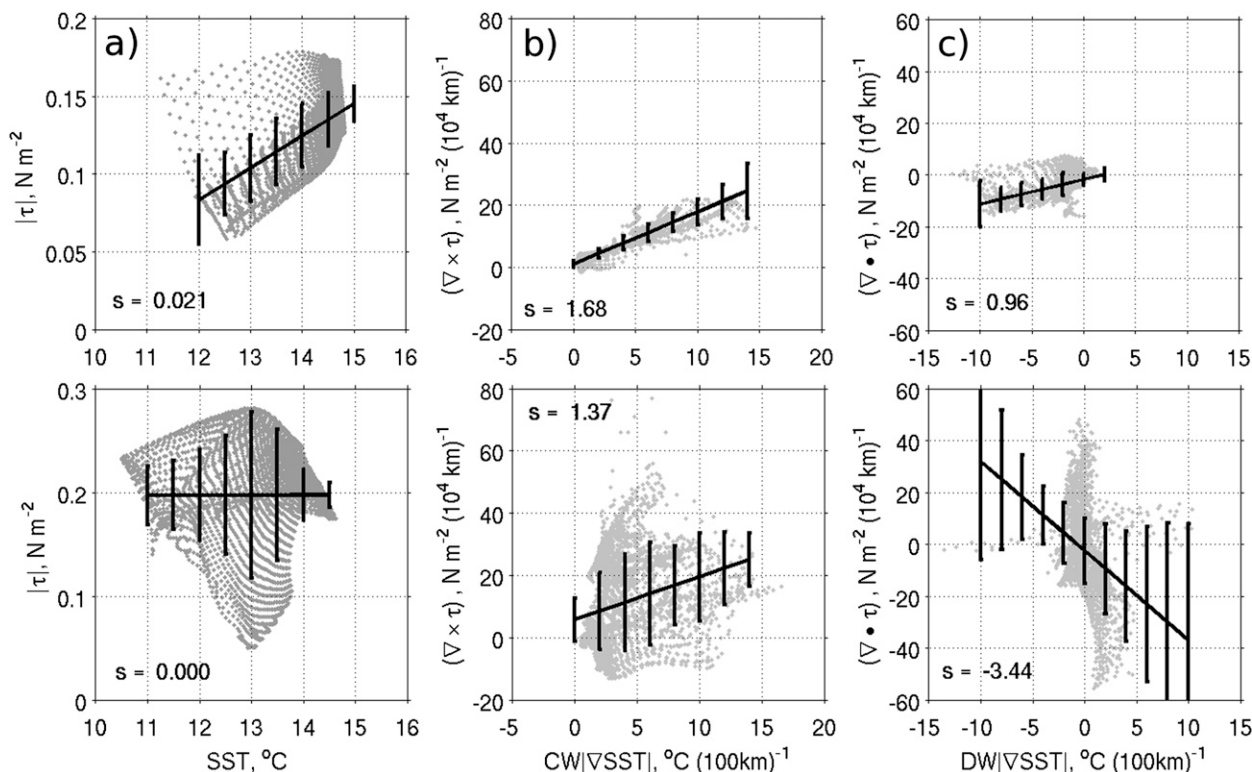 a)
|τ|, N m⁻²
0.2
0.15
0.1
0.05
0
s = 0.021
10 11 12 13 14 15 16
b)
(∇ × τ) , N m⁻² (10⁴ km)⁻¹
80
60
40
20
0
-20
s = 1.68
-5 0 5 10 15 20
c)
(∇ • τ) , N m⁻² (10⁴ km)⁻¹
60
40
20
0
-20
-40
-60
s = 0.96
-15 -10 -5 0 5 10 15
|τ|, N m⁻²
0.3
0.2
0.1
0
s = 0.000
10 11 12 13 14 15 16
SST, °C
(∇ × τ) , N m⁻² (10⁴ km)⁻¹
80
60
40
20
0
-20
s = 1.37
-5 0 5 10 15 20
CW|∇SST|, °C (100km)⁻¹
(∇ • τ) , N m⁻² (10⁴ km)⁻¹
60
40
20
0
-20
-40
-60
s = -3.44
-15 -10 -5 0 5 10 15
DW|∇SST|, °C (100km)⁻¹